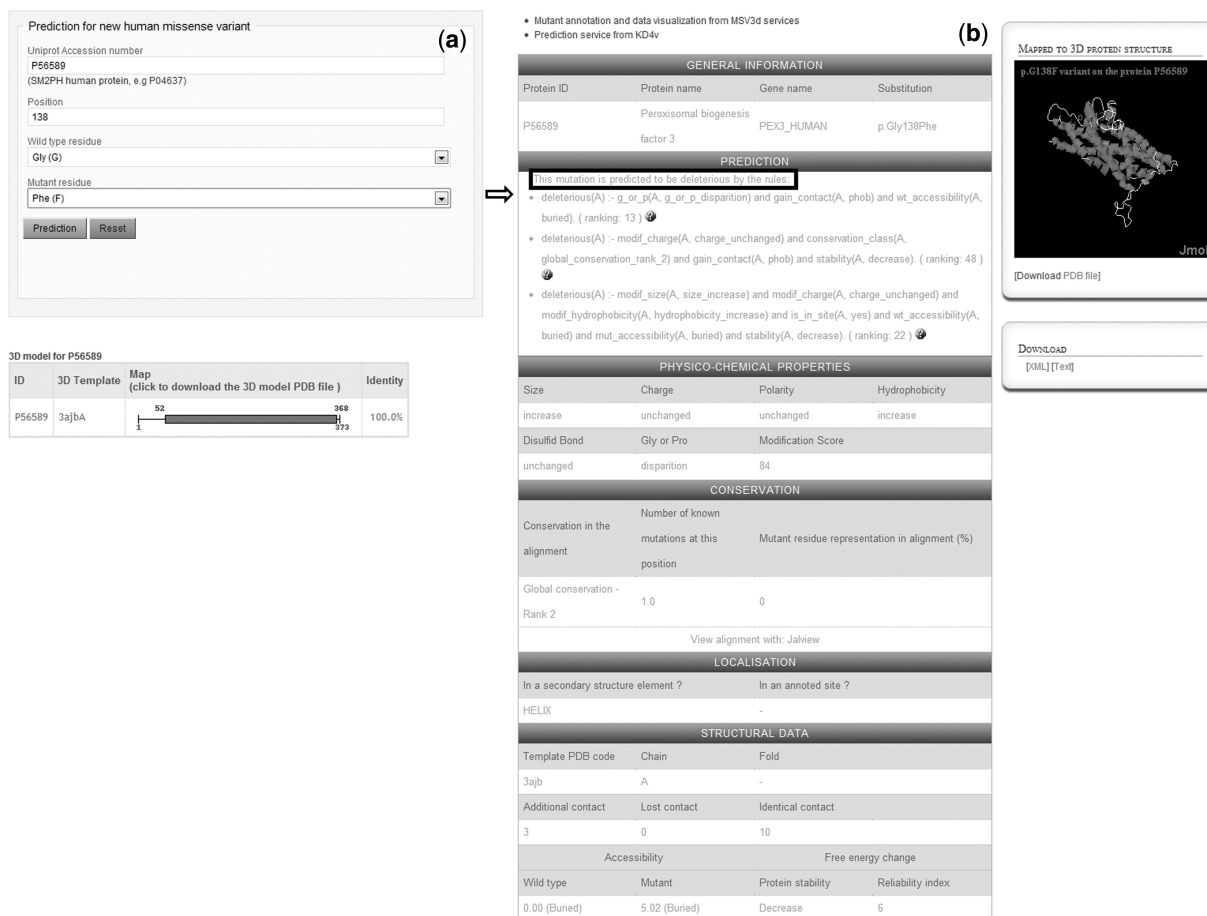 Prediction for new human missense variant
(a)
Uniprot Accession number
P56589
(SM2PH human protein, e.g P04637)
Position
138
Wild type residue
Gly (G)
Mutant residue
Phe (F)
Prediction Reset
3D model for P56589
ID 3D Template Map (click to download the 3D model PDB file ) Identity
P56589 3ajbA 52 368 1 373 100.0%
Mutant annotation and data visualization from MSV3d services
Prediction service from KD4v
(b)
GENERAL INFORMATION
Protein ID Protein name Gene name Substitution
P56589 Peroxisomal biogenesis factor 3 PEX3_HUMAN p.Gly138Phe
PREDICTION
This mutation is predicted to be deleterious by the rules:
deleterious(A) :- g_or_p(A, g_or_p_disparition) and gain_contact(A, phob) and wt_accessibility(A,
buried). ( ranking: 13 ) ?
deleterious(A) :- modif_charge(A, charge_unchanged) and conservation_class(A,
global_conservation_rank_2) and gain_contact(A, phob) and stability(A, decrease). ( ranking: 48 )
?
deleterious(A) :- modif_size(A, size_increase) and modif_charge(A, charge_unchanged) and
modif_hydrophobicity(A, hydrophobicity_increase) and is_in_site(A, yes) and wt_accessibility(A,
buried) and mut_accessibility(A, buried) and stability(A, decrease). ( ranking: 22 ) ?
PHYSICO-CHEMICAL PROPERTIES
Size Charge Polarity Hydrophobicity
increase unchanged unchanged increase
Disulfid Bond Gly or Pro Modification Score
unchanged disparition 84
CONSERVATION
Conservation in the alignment Number of known mutations at this position Mutant residue representation in alignment (%)
Global conservation - Rank 2 1.0 0
View alignment with: Jalview
LOCALISATION
In a secondary structure element ? In an annoted site ?
HELIX -
STRUCTURAL DATA
Template PDB code Chain Fold
3ajb A -
Additional contact Lost contact Identical contact
3 0 10
Accessibility Free energy change
Wild type Mutant Protein stability Reliability index
0.00 (Buried) 5.02 (Buried) Decrease 6
MAPPED TO 3D PROTEIN STRUCTURE
p.G138F variant on the protein P56589
Jmol
[Download PDB file]
DOWNLOAD
[XML] [Text]